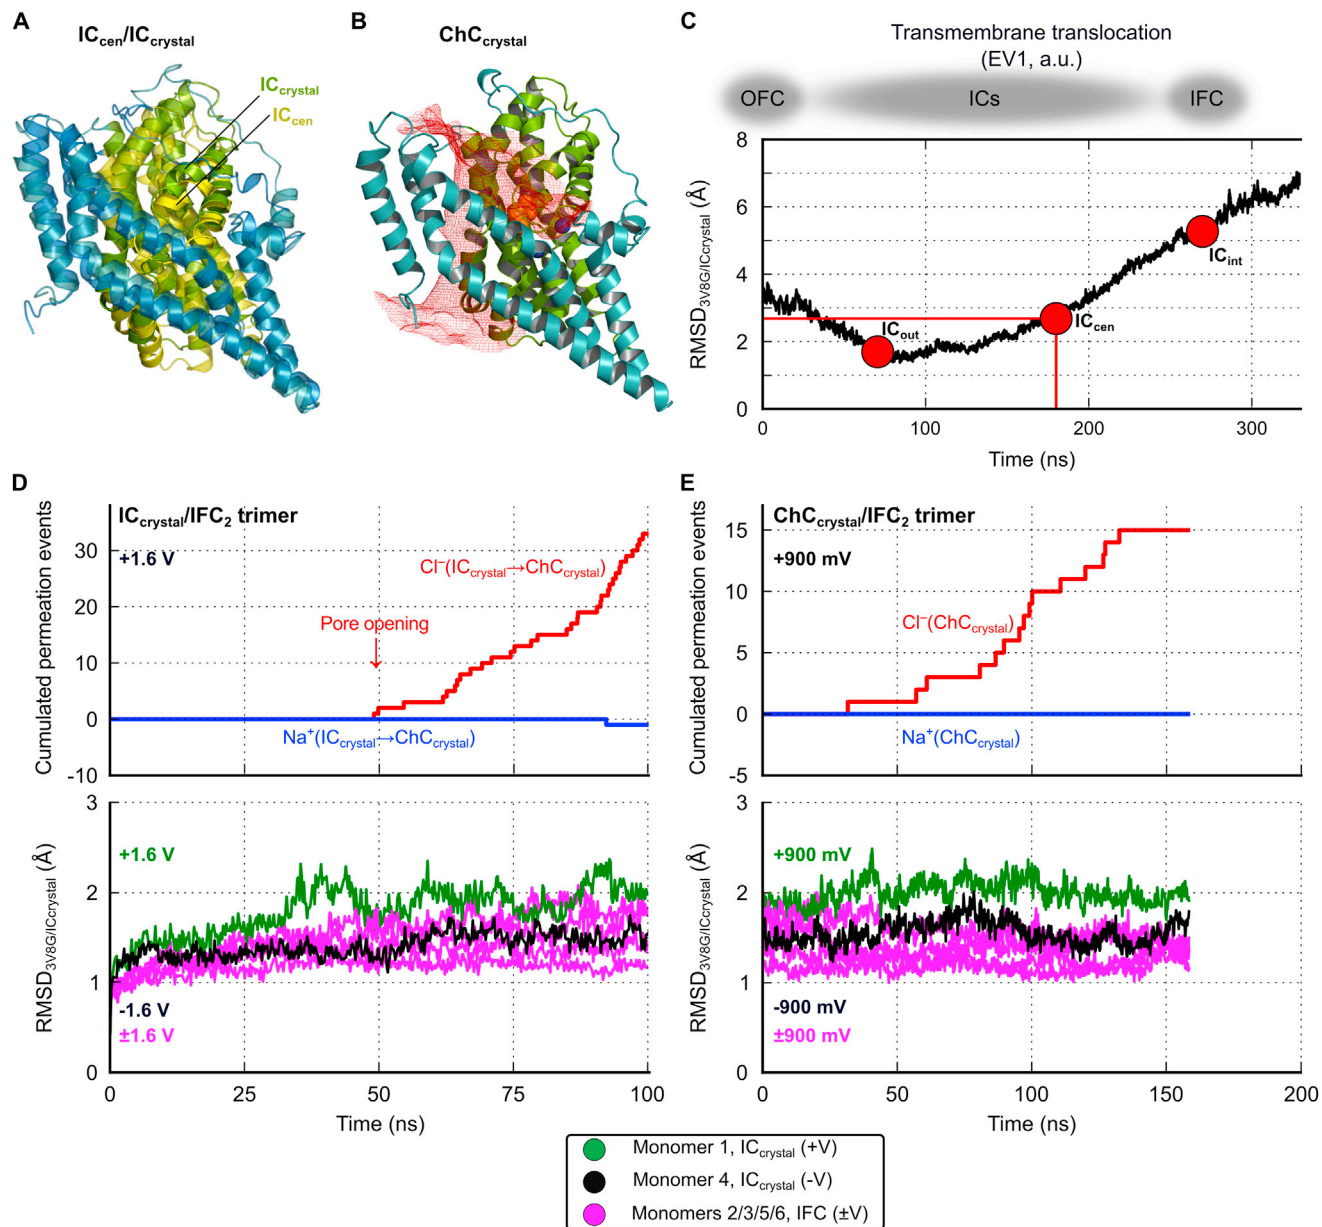 A
IC_cen/IC_crystal
IC_crystal
IC_cen
B
ChC_crystal
C
Transmembrane translocation
(EV1, a.u.)
OFC
ICs
IFC
RMSD_3V8G/ICcrystal (Å)
8
6
4
2
0
IC_out
IC_cen
IC_int
0
100
200
300
Time (ns)
D
IC_crystal/IFC_2 trimer
+1.6 V
Cumulated permeation events
30
20
10
0
-10
Cl⁻(IC_crystal→ChC_crystal)
Pore opening
Na⁺(IC_crystal→ChC_crystal)
RMSD_3V8G/ICcrystal (Å)
3
2
1
0
+1.6 V
-1.6 V
±1.6 V
0
25
50
75
100
Time (ns)
E
ChC_crystal/IFC_2 trimer
+900 mV
Cumulated permeation events
15
10
5
0
-5
Cl⁻(ChC_crystal)
Na⁺(ChC_crystal)
RMSD_3V8G/ICcrystal (Å)
3
2
1
0
+900 mV
-900 mV
±900 mV
0
50
100
150
200
Time (ns)
Monomer 1, IC_crystal (+V)
Monomer 4, IC_crystal (-V)
Monomers 2/3/5/6, IFC (±V)